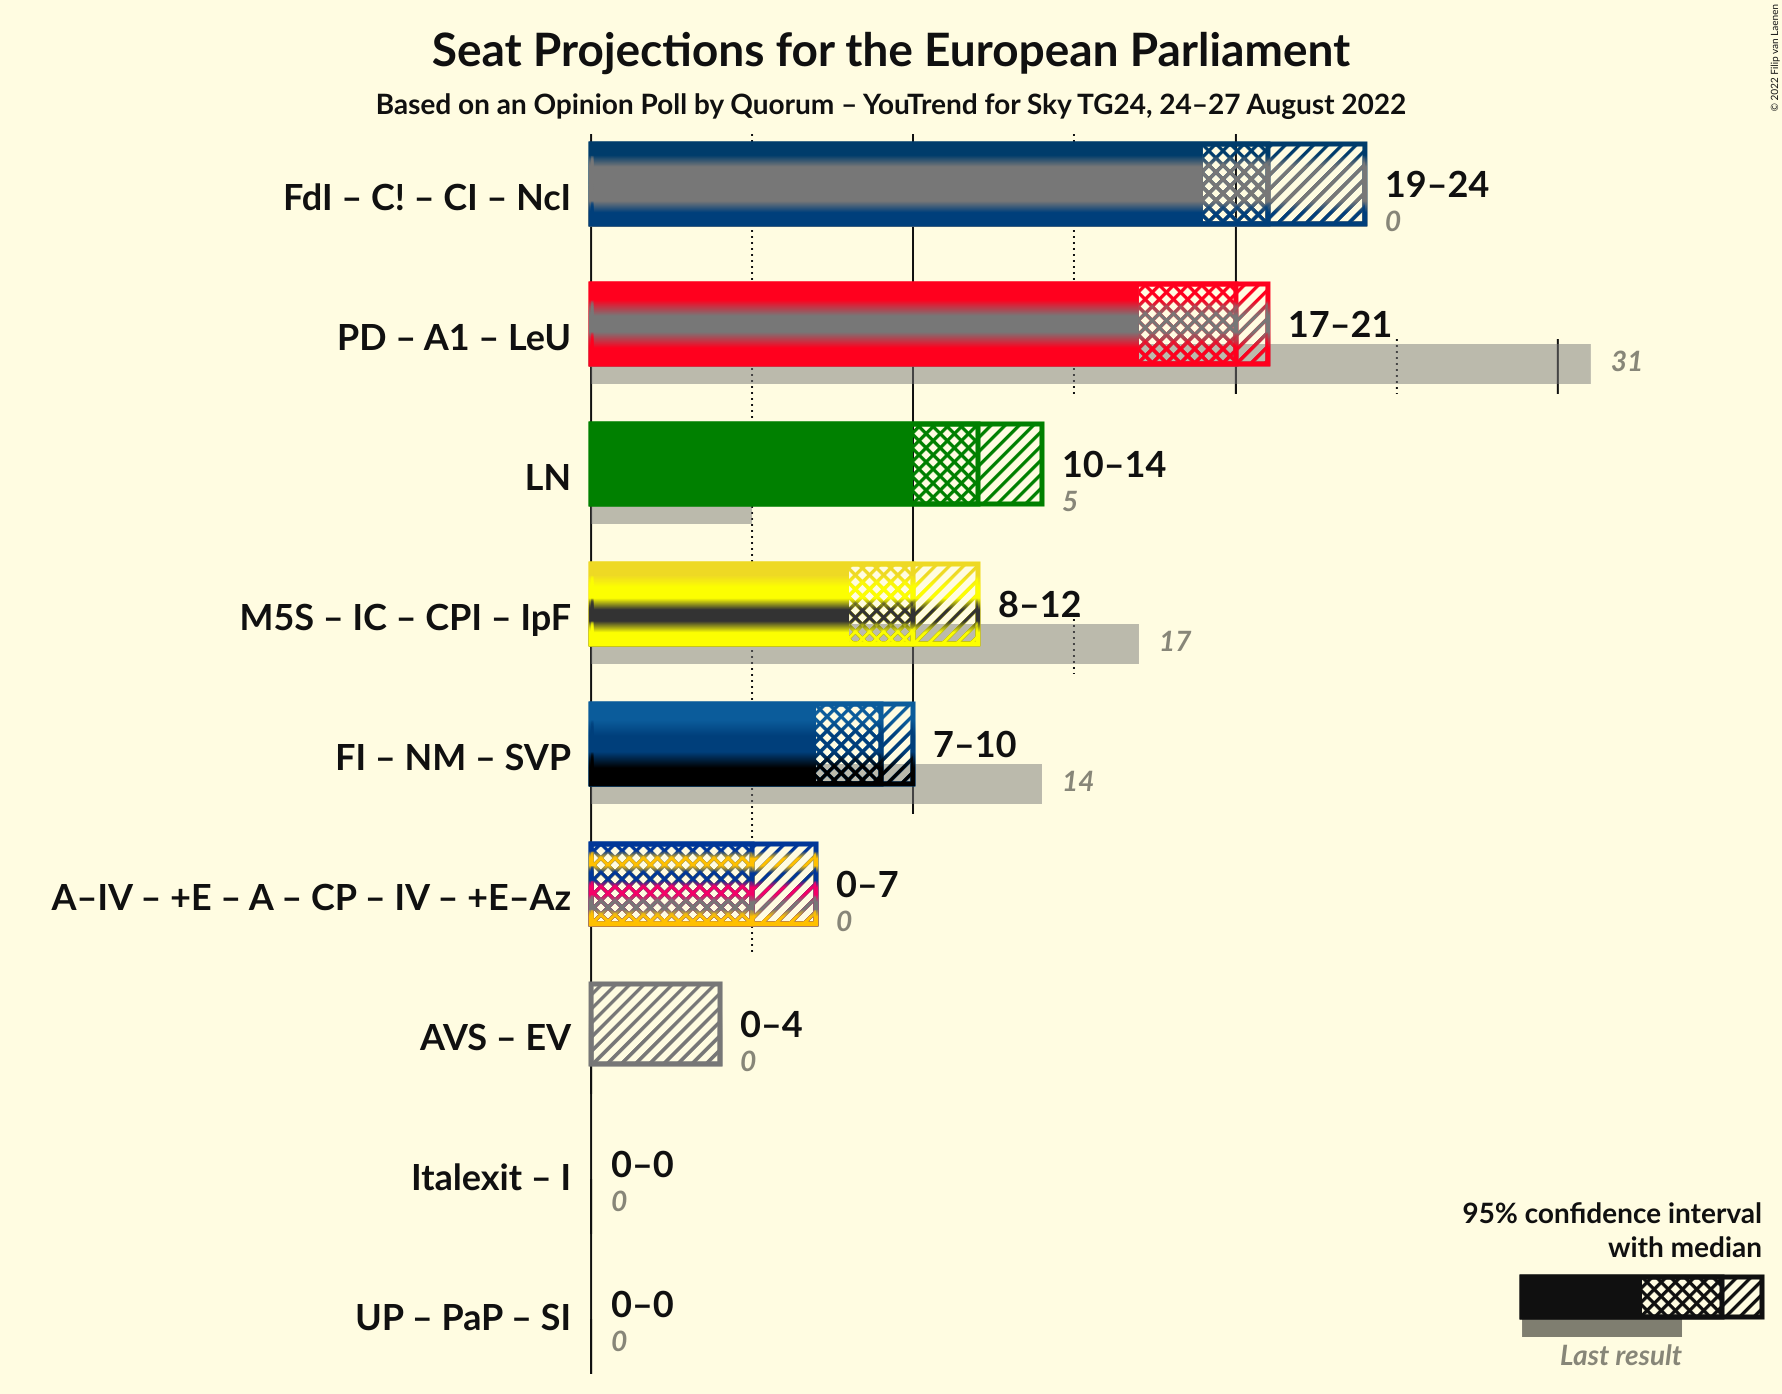 Seat Projections for the European Parliament
Based on an Opinion Poll by Quorum – YouTrend for Sky TG24, 24–27 August 2022
© 2022 Filip van Laenen
FdI – C! – CI – NcI
19–24
0
PD – A1 – LeU
17–21
31
LN
10–14
5
M5S – IC – CPI – IpF
8–12
17
FI – NM – SVP
7–10
14
A–IV – +E – A – CP – IV – +E–Az
0–7
0
AVS – EV
0–4
0
Italexit – I
0–0
0
UP – PaP – SI
0–0
0
95% confidence interval
with median
Last result